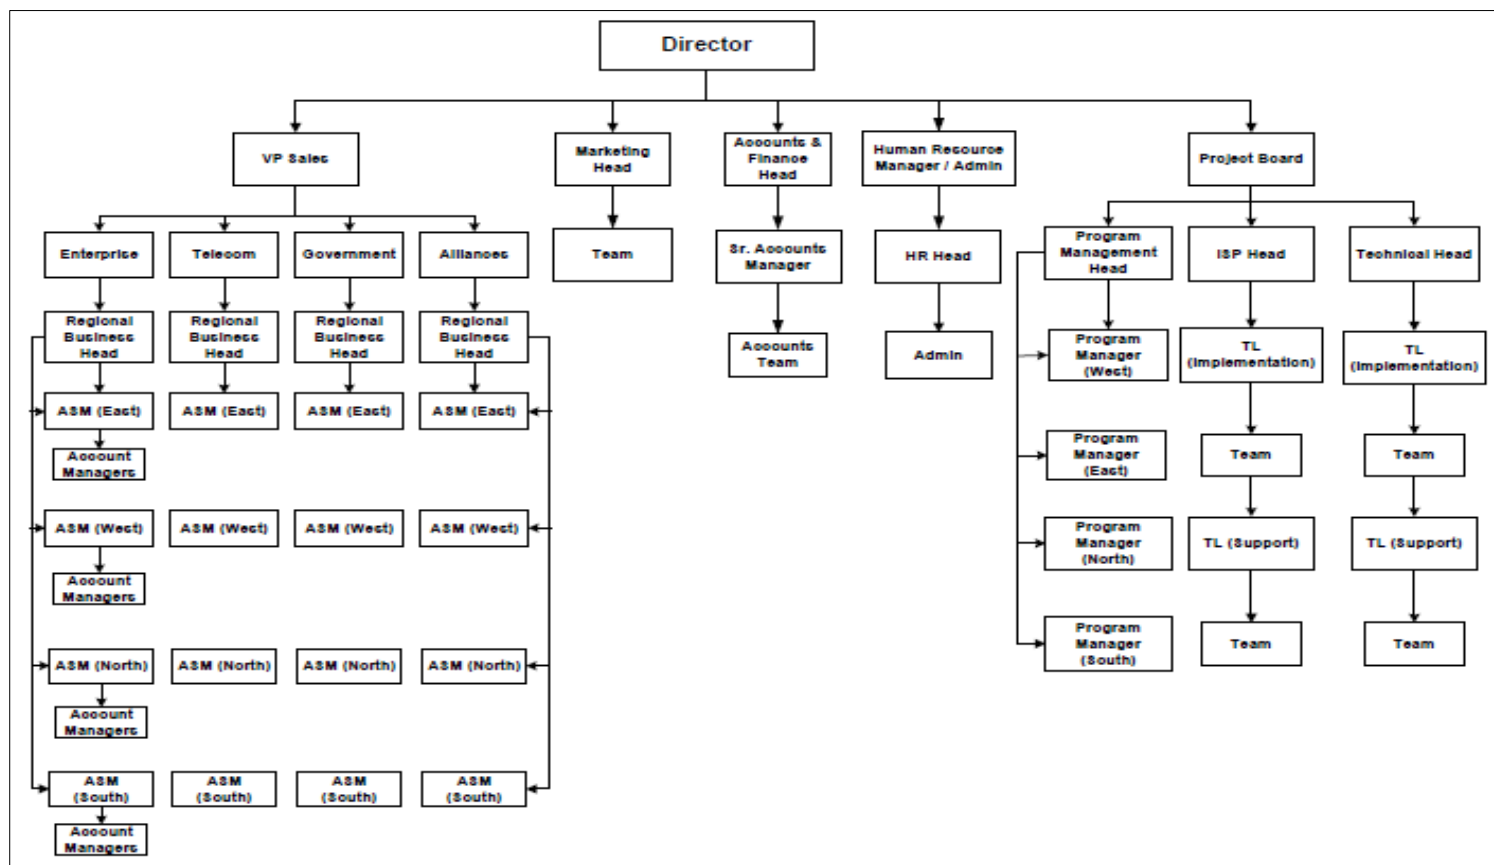 Director
VP Sales
Marketing
Head
Accounts &
Finance
Head
Human Resource
Manager / Admin
Project Board
Enterprise
Telecom
Government
Alliances
Team
Sr. Accounts
Manager
HR Head
Program
Management
Head
ISP Head
Technical Head
Regional
Business
Head
Regional
Business
Head
Regional
Business
Head
Regional
Business
Head
Accounts
Team
Admin
Program
Manager
(West)
TL
(Implementation)
TL
(Implementation)
ASM (East)
ASM (East)
ASM (East)
ASM (East)
Account
Managers
Program
Manager
(East)
Team
Team
ASM (West)
ASM (West)
ASM (West)
ASM (West)
Account
Managers
Program
Manager
(North)
TL (Support)
TL (Support)
ASM (North)
ASM (North)
ASM (North)
ASM (North)
Account
Managers
Program
Manager
(South)
Team
Team
ASM
(South)
ASM
(South)
ASM
(South)
ASM
(South)
Account
Managers